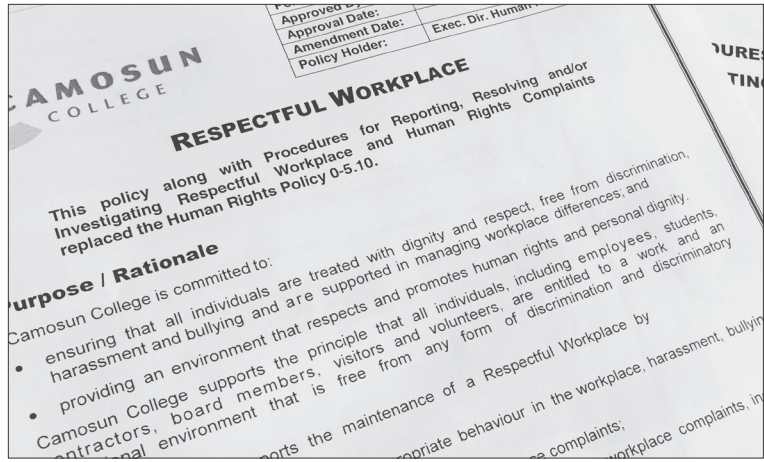 CAMOSUN
COLLEGE
Approved By
Approval Date:
Amendment Date:
Policy Holder:
Exec. Dir. Human
RESPECTFUL WORKPLACE
This policy along with Procedures for Reporting, Resolving and/or
Investigating Respectful Workplace and Human Rights Complaints
replaced the Human Rights Policy 0-5.10.
Purpose / Rationale
Camosun College is committed to:
• ensuring that all individuals are treated with dignity and respect, free from discrimination,
harassment and bullying and are supported in managing workplace differences; and
• providing an environment that respects and promotes human rights and personal dignity.
Camosun College supports the principle that all individuals, including employees, students,
contractors, board members, visitors and volunteers, are entitled to a work and an
ional environment that is free from any form of discrimination and discriminatory
ports the maintenance of a Respectful Workplace by
ropriate behaviour in the workplace, harassment, bullyin
ce complaints;
workplace complaints, in
DURES
TIN